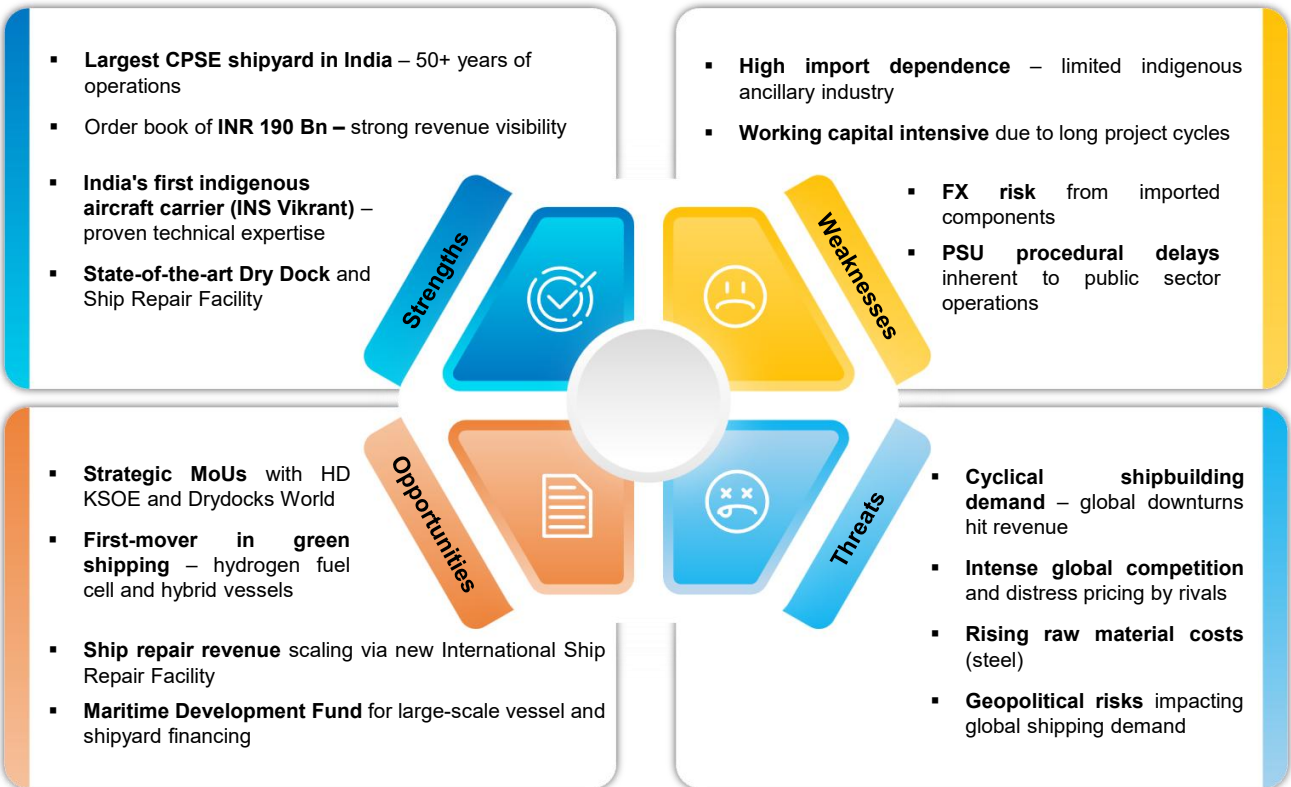 ▪ Largest CPSE shipyard in India – 50+ years of
operations
▪ Order book of INR 190 Bn – strong revenue visibility
▪ India's first indigenous
aircraft carrier (INS Vikrant) –
proven technical expertise
▪ State-of-the-art Dry Dock and
Ship Repair Facility
Strengths
▪ High import dependence – limited indigenous
ancillary industry
▪ Working capital intensive due to long project cycles
▪ FX risk from imported
components
▪ PSU procedural delays
inherent to public sector
operations
Weaknesses
▪ Strategic MoUs with HD
KSOE and Drydocks World
▪ First-mover in green
shipping – hydrogen fuel
cell and hybrid vessels
▪ Ship repair revenue scaling via new International Ship
Repair Facility
▪ Maritime Development Fund for large-scale vessel and
shipyard financing
Opportunities
▪ Cyclical shipbuilding
demand – global downturns
hit revenue
▪ Intense global competition
and distress pricing by rivals
▪ Rising raw material costs
(steel)
▪ Geopolitical risks impacting
global shipping demand
Threats